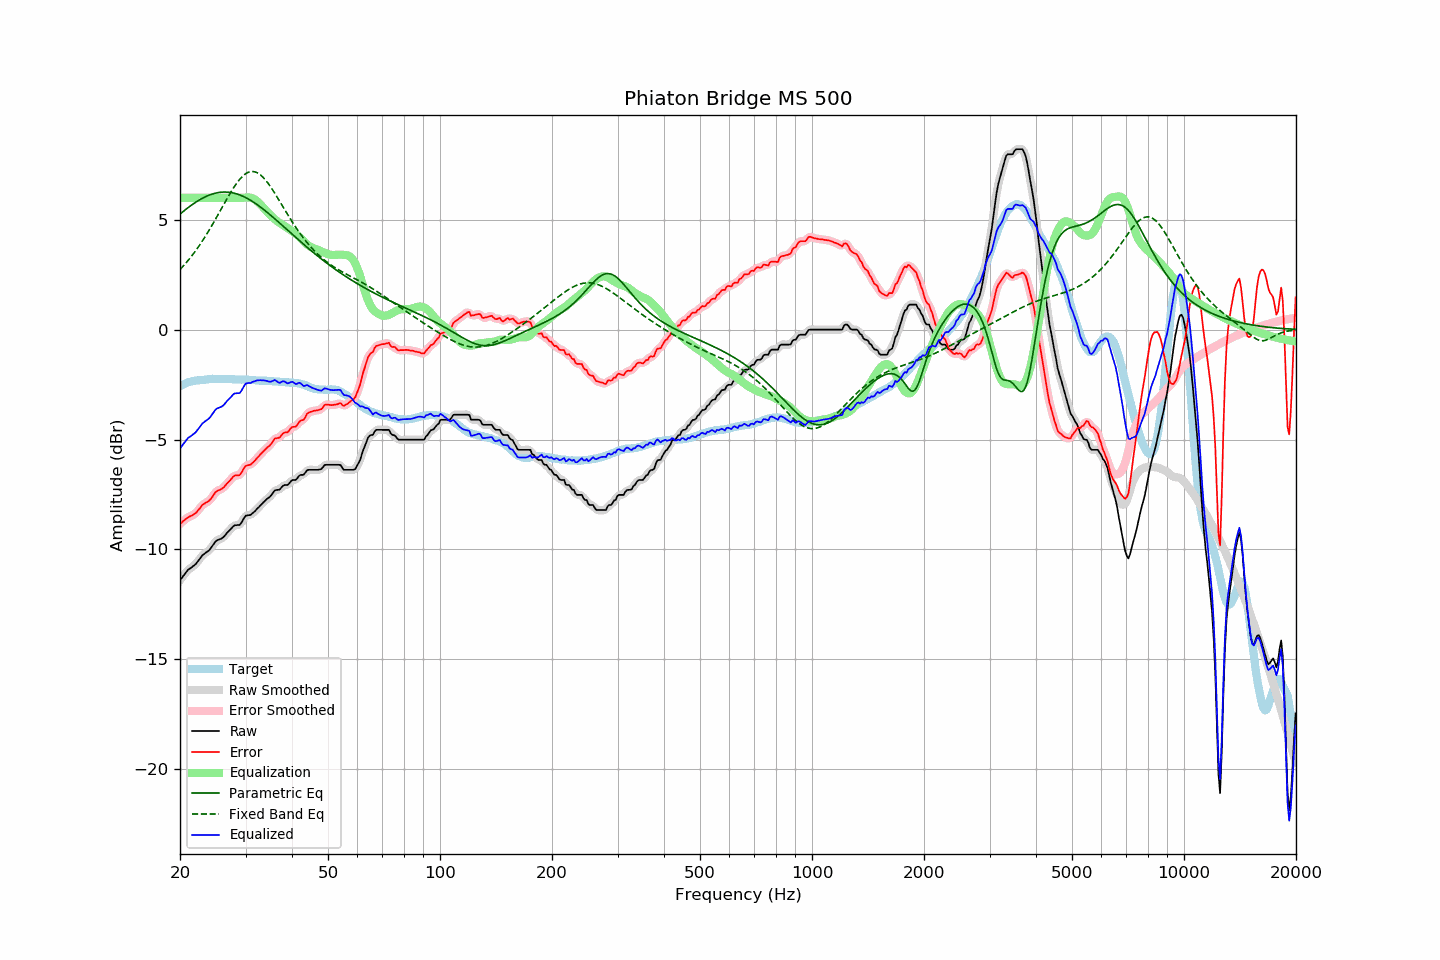 Phiaton Bridge MS 500
Amplitude (dBr)
5
0
−5
−10
−15
−20
Target
Raw Smoothed
Error Smoothed
Raw
Error
Equalization
Parametric Eq
Fixed Band Eq
Equalized
20 50 100 200 500 1000 2000 5000 10000 20000
Frequency (Hz)